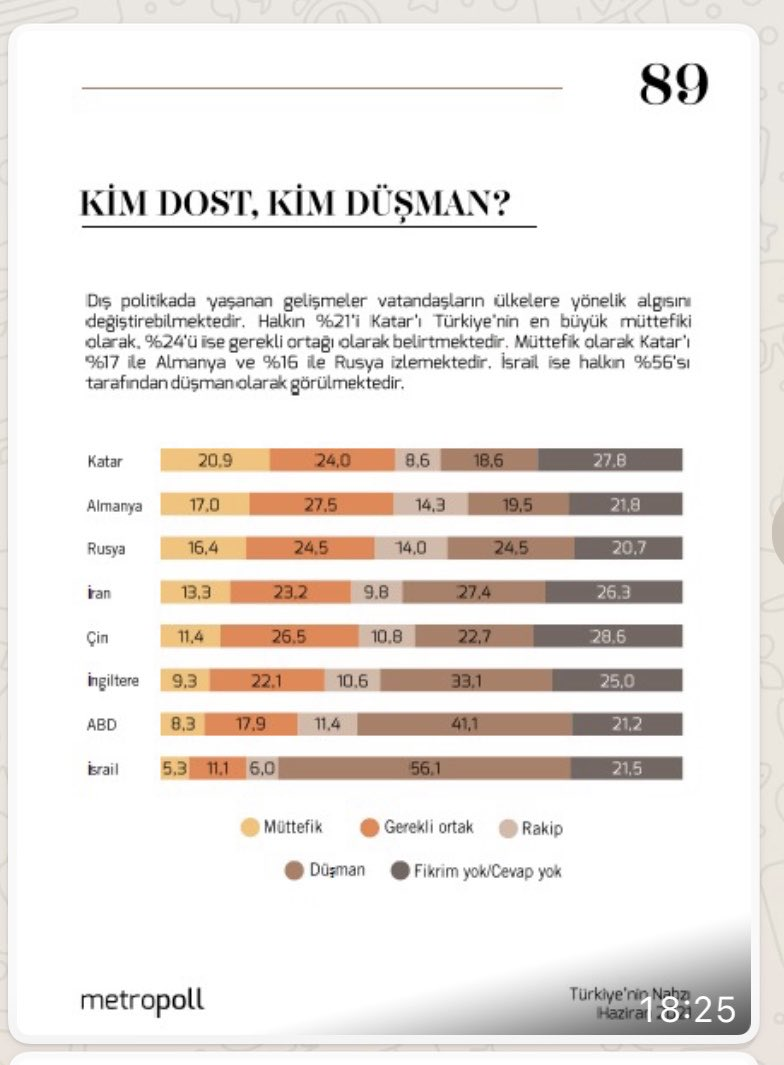 89
KİM DOST, KİM DÜŞMAN?
Dış politikada yaşanan gelişmeler vatandaşların ülkelere yönelik algısını
değiştirebilmektedir. Halkın %21'i Katar'ı Türkiye'nin en büyük müttefiki
olarak, %24'ü ise gerekli ortağı olarak belirtmektedir. Müttefik olarak Katar'ı
%17 ile Almanya ve %16 ile Rusya izlemektedir. İsrail ise halkın %56'sı
tarafından düşman olarak görülmektedir.
Katar 20,9 24,0 8,6 18,6 27,8
Almanya 17,0 27,5 14,3 19,5 21,8
Rusya 16,4 24,5 14,0 24,5 20,7
İran 13,3 23,2 9,8 27,4 26,3
Çin 11,4 26,5 10,8 22,7 28,6
İngiltere 9,3 22,1 10,6 33,1 25,0
ABD 8,3 17,9 11,4 41,1 21,2
İsrail 5,3 11,1 6,0 56,1 21,5
Müttefik Gerekli ortak Rakip
Düşman Fikrim yok/Cevap yok
metropoll
Türkiye'nin Nabzı
Haziran
18:25